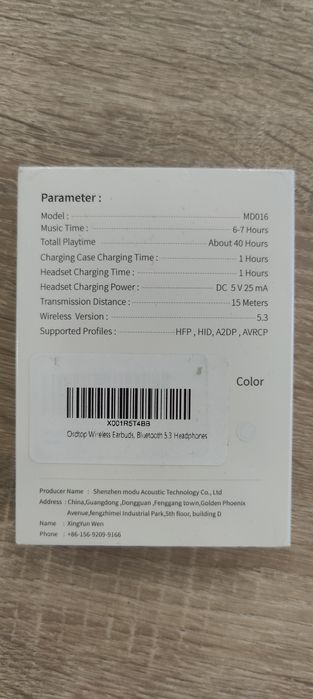 Parameter :
Model : MD016
Music Time : 6-7 Hours
Totall Playtime About 40 Hours
Charging Case Charging Time : 1 Hours
Headset Charging Time : 1 Hours
Headset Charging Power : DC 5 V 25 mA
Transmission Distance : 15 Meters
Wireless Version : 5.3
Supported Profiles : HFP , HID, A2DP , AVRCP
Color
X001R5T4BB
Ordtop Wireless Earbuds, Bluetooth 5.3 Headphones
Producer Name : Shenzhen modu Acoustic Technology Co., Ltd
Address : China,Guangdong ,Dongguan ,Fenggang town,Golden Phoenix
Avenue,fengzhimei Industrial Park,5th floor, building D
Name : XingYun Wen
Phone : +86-156-9209-9166